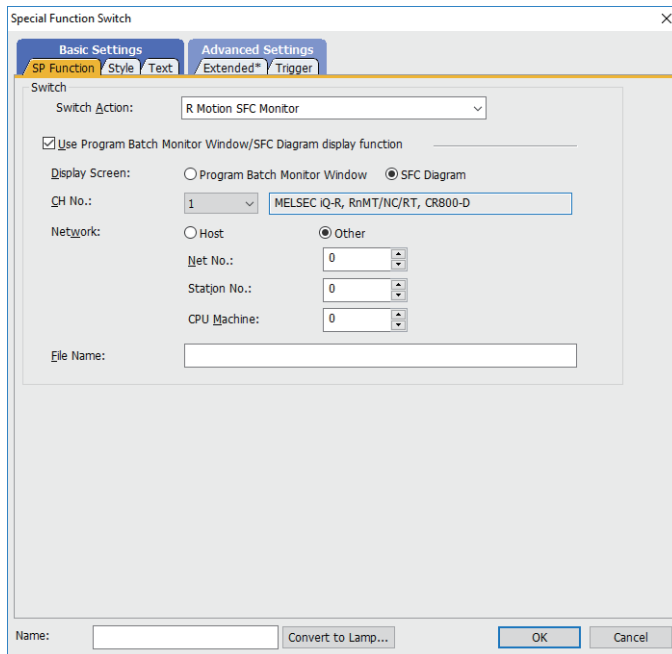 Special Function Switch
Basic Settings Advanced Settings
SP Function Style Text Extended* Trigger
Switch
Switch Action: R Motion SFC Monitor
Use Program Batch Monitor Window/SFC Diagram display function
Display Screen: Program Batch Monitor Window SFC Diagram
CH No.: 1 MELSEC iQ-R, RnMT/NC/RT, CR800-D
Network: Host Other
Net No.: 0
Station No.: 0
CPU Machine: 0
File Name:
Name: Convert to Lamp... OK Cancel